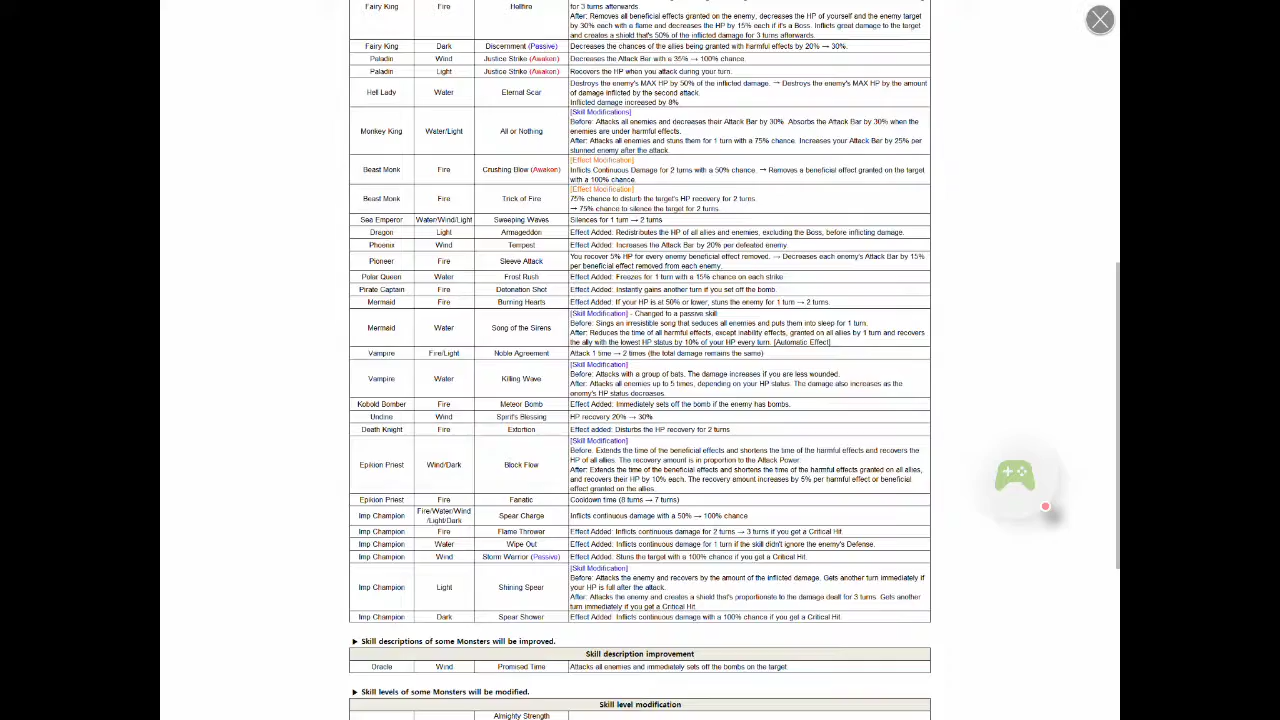 for 3 turns afterwards.
Fairy King Fire Hellfire
After: Removes all beneficial effects granted on the enemy, decreases the HP of yourself and the enemy target
by 30% each with a flame and decreases the HP by 15% each if it's a Boss. Inflicts great damage to the target
and creates a shield that's 50% of the inflicted damage for 3 turns afterwards.
Fairy King Dark Discernment (Passive) Decreases the chances of the allies being granted with harmful effects by 20% → 30%.
Paladin Wind Justice Strike (Awaken) Decreases the Attack Bar with a 35% → 100% chance.
Paladin Light Justice Strike (Awaken) Recovers the HP when you attack during your turn.
Hell Lady Water Eternal Scar
Destroys the enemy's MAX HP by 50% of the inflicted damage. → Destroys the enemy's MAX HP by the amount
of damage inflicted by the second attack.
Inflicted damage increased by 8%
Monkey King Water/Light All or Nothing
[Skill Modifications]
Before: Attacks all enemies and decreases their Attack Bar by 30%. Absorbs the Attack Bar by 30% when the
enemies are under harmful effects.
After: Attacks all enemies and stuns them for 1 turn with a 75% chance. Increases your Attack Bar by 25% per
stunned enemy after the attack.
Beast Monk Fire Crushing Blow (Awaken)
[Effect Modification]
Inflicts Continuous Damage for 2 turns with a 50% chance. → Removes a beneficial effect granted on the target
with a 100% chance.
Beast Monk Fire Trick of Fire
[Effect Modification]
75% chance to disturb the target's HP recovery for 2 turns
→ 75% chance to silence the target for 2 turns.
Sea Emperor Water/Wind/Light Sweeping Waves Silences for 1 turn → 2 turns
Dragon Light Armageddon Effect Added: Redistributes the HP of all allies and enemies, excluding the Boss, before inflicting damage.
Phoenix Wind Tempest Effect Added: Increases the Attack Bar by 20% per defeated enemy
Pioneer Fire Sleeve Attack
You recover 5% HP for every enemy beneficial effect removed. → Decreases each enemy's Attack Bar by 15%
per beneficial effect removed from each enemy.
Polar Queen Water Frost Rush Effect Added: Freezes for 1 turn with a 15% chance on each strike
Pirate Captain Fire Detonation Shot Effect Added: Instantly gains another turn if you set off the bomb.
Mermaid Fire Burning Hearts Effect Added: If your HP is at 50% or lower, stuns the enemy for 1 turn → 2 turns.
Mermaid Water Song of the Sirens
[Skill Modification] - Changed to a passive skill
Before: Sings an irresistible song that seduces all enemies and puts them into sleep for 1 turn.
After: Reduces the time of all harmful effects, except inability effects, granted on all allies by 1 turn and recovers
the ally with the lowest HP status by 10% of your HP every turn. [Automatic Effect]
Vampire Fire/Light Noble Agreement Attack 1 time → 2 times (the total damage remains the same)
Vampire Water Killing Wave
[Skill Modification]
Before: Attacks with a group of bats. The damage increases if you are less wounded.
After: Attacks all enemies up to 5 times, depending on your HP status. The damage also increases as the
enemy's HP status decreases.
Kobold Bomber Fire Meteor Bomb Effect Added: Immediately sets off the bomb if the enemy has bombs.
Undine Wind Spirit's Blessing HP recovery 20% → 30%
Death Knight Fire Extortion Effect added: Disturbs the HP recovery for 2 turns
Epikion Priest Wind/Dark Block Flow
[Skill Modification]
Before: Extends the time of the beneficial effects and shortens the time of the harmful effects and recovers the
HP of all allies. The recovery amount is in proportion to the Attack Power.
After: Extends the time of the beneficial effects and shortens the time of the harmful effects granted on all allies,
and recovers their HP by 10% each. The recovery amount increases by 5% per harmful effect or beneficial
effect granted on the allies.
Epikion Priest Fire Fanatic Cooldown time (8 turns → 7 turns)
Imp Champion Fire/Water/Wind /Light/Dark Spear Charge Inflicts continuous damage with a 50% → 100% chance
Imp Champion Fire Flame Thrower Effect Added: Inflicts continuous damage for 2 turns → 3 turns if you get a Critical Hit.
Imp Champion Water Wipe Out Effect Added: Inflicts continuous damage for 1 turn if the skill didn't ignore the enemy's Defense.
Imp Champion Wind Storm Warrior (Passive) Effect Added: Stuns the target with a 100% chance if you get a Critical Hit.
Imp Champion Light Shining Spear
[Skill Modification]
Before: Attacks the enemy and recovers by the amount of the inflicted damage. Gets another turn immediately if
your HP is full after the attack.
After: Attacks the enemy and creates a shield that's proportionate to the damage dealt for 3 turns. Gets another
turn immediately if you get a Critical Hit.
Imp Champion Dark Spear Shower Effect Added: Inflicts continuous damage with a 100% chance if you get a Critical Hit.
▶ Skill descriptions of some Monsters will be improved.
Skill description improvement
Oracle Wind Promised Time Attacks all enemies and immediately sets off the bombs on the target.
▶ Skill levels of some Monsters will be modified.
Skill level modification
Almighty Strength